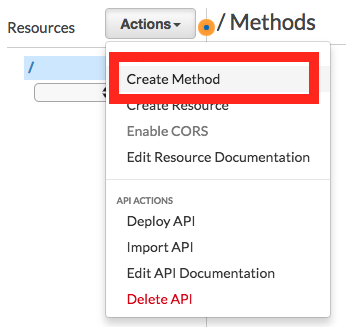 Resources
Actions
/ Methods
/
Create Method
Create Resource
Enable CORS
Edit Resource Documentation
API ACTIONS
Deploy API
Import API
Edit API Documentation
Delete API